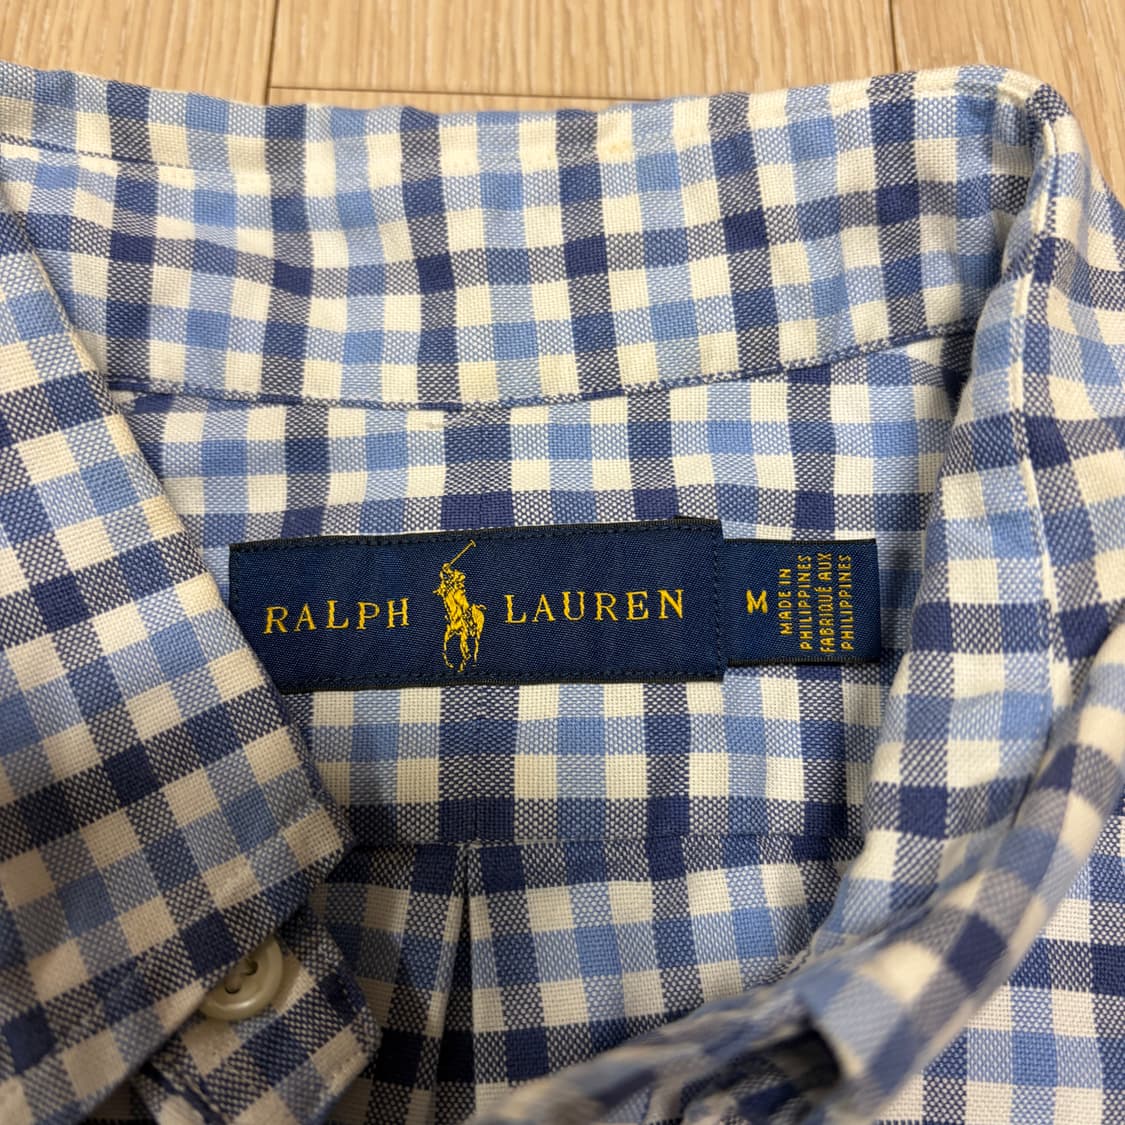 RALPH LAUREN
M
MADE IN
PHILIPPINES
FABRIQUÉ AUX
PHILIPPINES